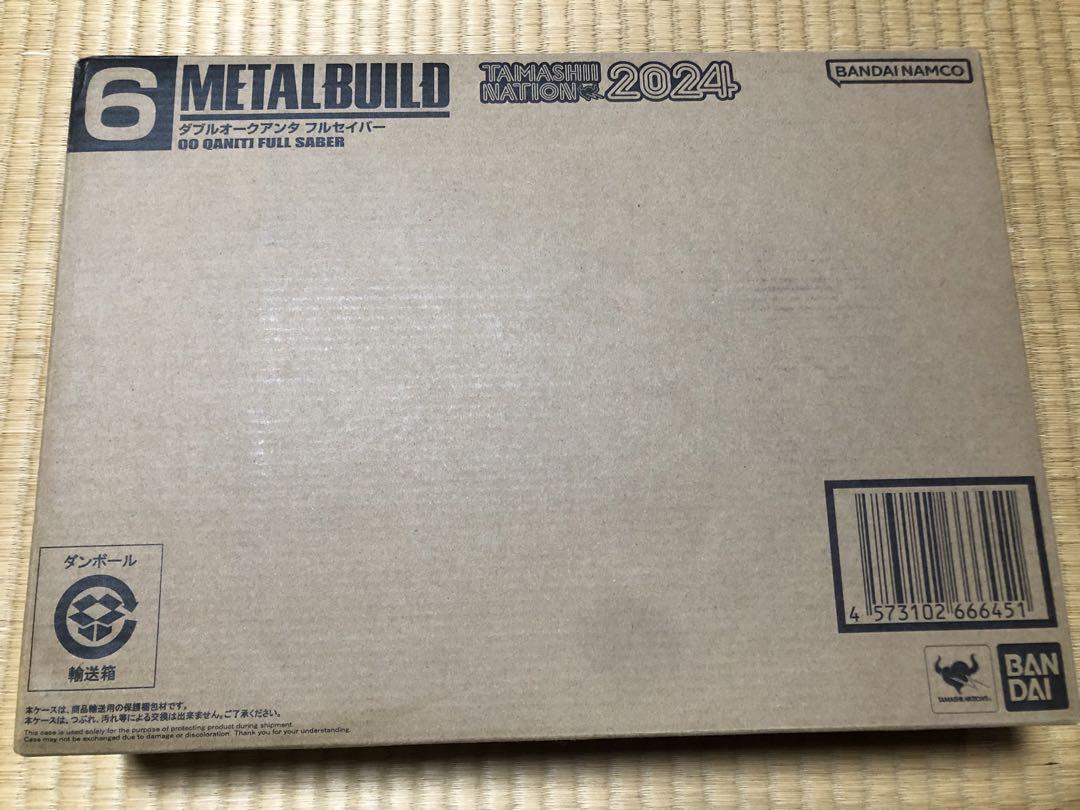 6
METAL BUILD
TAMASHII
NATION 2024
BANDAI NAMCO
ダブルオークアンタ フルセイバー
00 QAN[T] FULL SABER
ダンボール
輸送箱
4 573102 666451
TAMASHII NATIONS
BAN
DAI
本ケースは、商品輸送用の保護梱包材です。
本ケースは、つぶれ、汚れ等による交換は出来ません。ご了承ください。
This case is used solely for the purpose of protecting product during shipment.
Case may not be exchanged due to damage or discoloration. Thank you for your understanding.